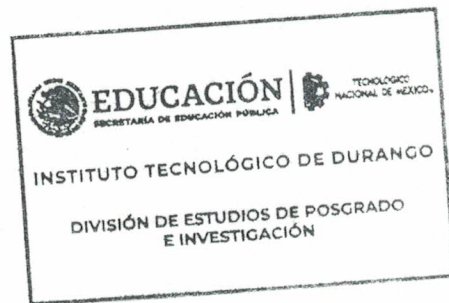 EDUCACIÓN
SECRETARÍA DE EDUCACIÓN PÚBLICA
TECNOLÓGICO
NACIONAL DE MÉXICO®
INSTITUTO TECNOLÓGICO DE DURANGO
DIVISIÓN DE ESTUDIOS DE POSGRADO
E INVESTIGACIÓN